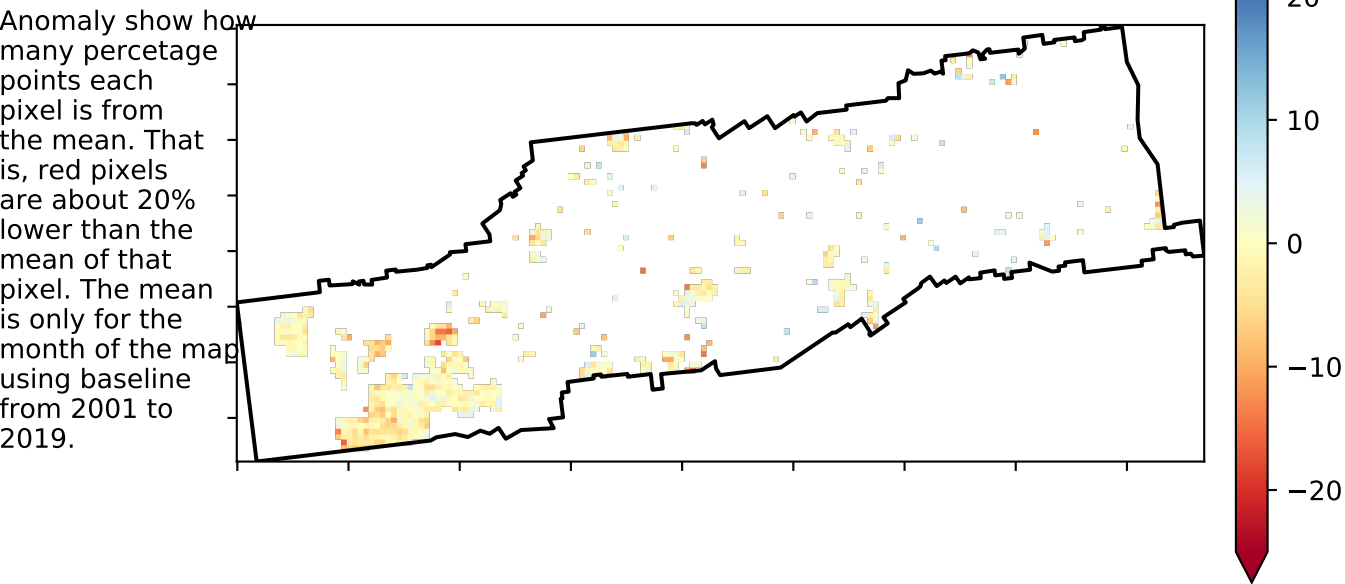 Anomaly show how
many percetage
points each
pixel is from
the mean. That
is, red pixels
are about 20%
lower than the
mean of that
pixel. The mean
is only for the
month of the map
using baseline
from 2001 to
2019.
20
10
0
−10
−20